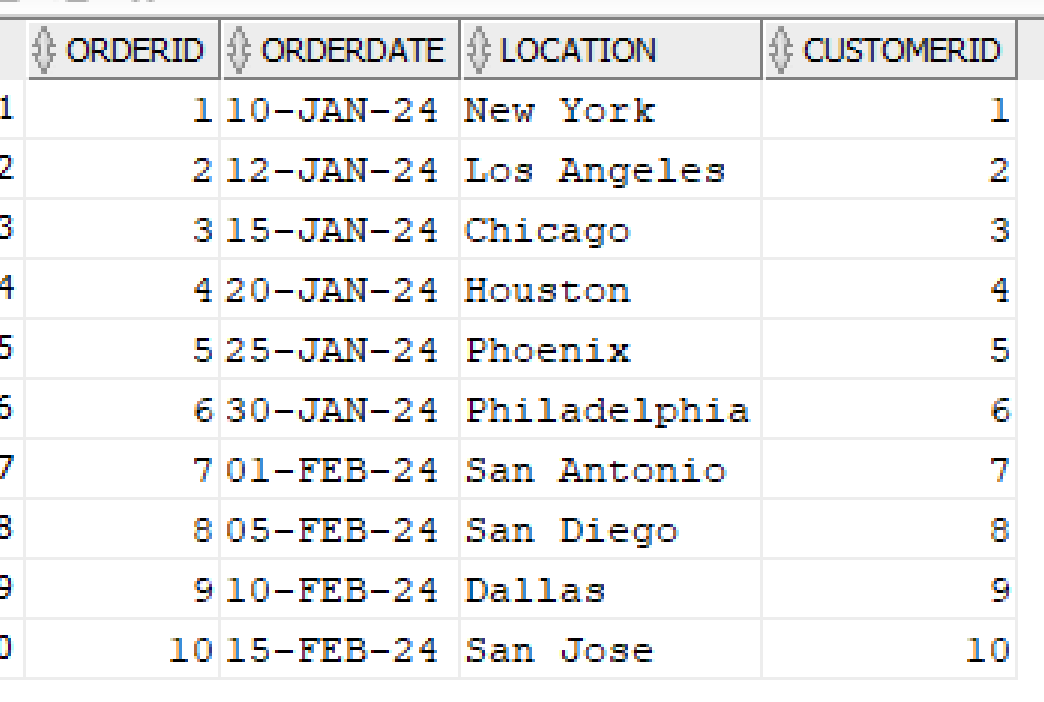 ORDERID ORDERDATE LOCATION CUSTOMERID
1 1 10-JAN-24 New York 1
2 2 12-JAN-24 Los Angeles 2
3 3 15-JAN-24 Chicago 3
4 4 20-JAN-24 Houston 4
5 5 25-JAN-24 Phoenix 5
6 6 30-JAN-24 Philadelphia 6
7 7 01-FEB-24 San Antonio 7
8 8 05-FEB-24 San Diego 8
9 9 10-FEB-24 Dallas 9
0 10 15-FEB-24 San Jose 10